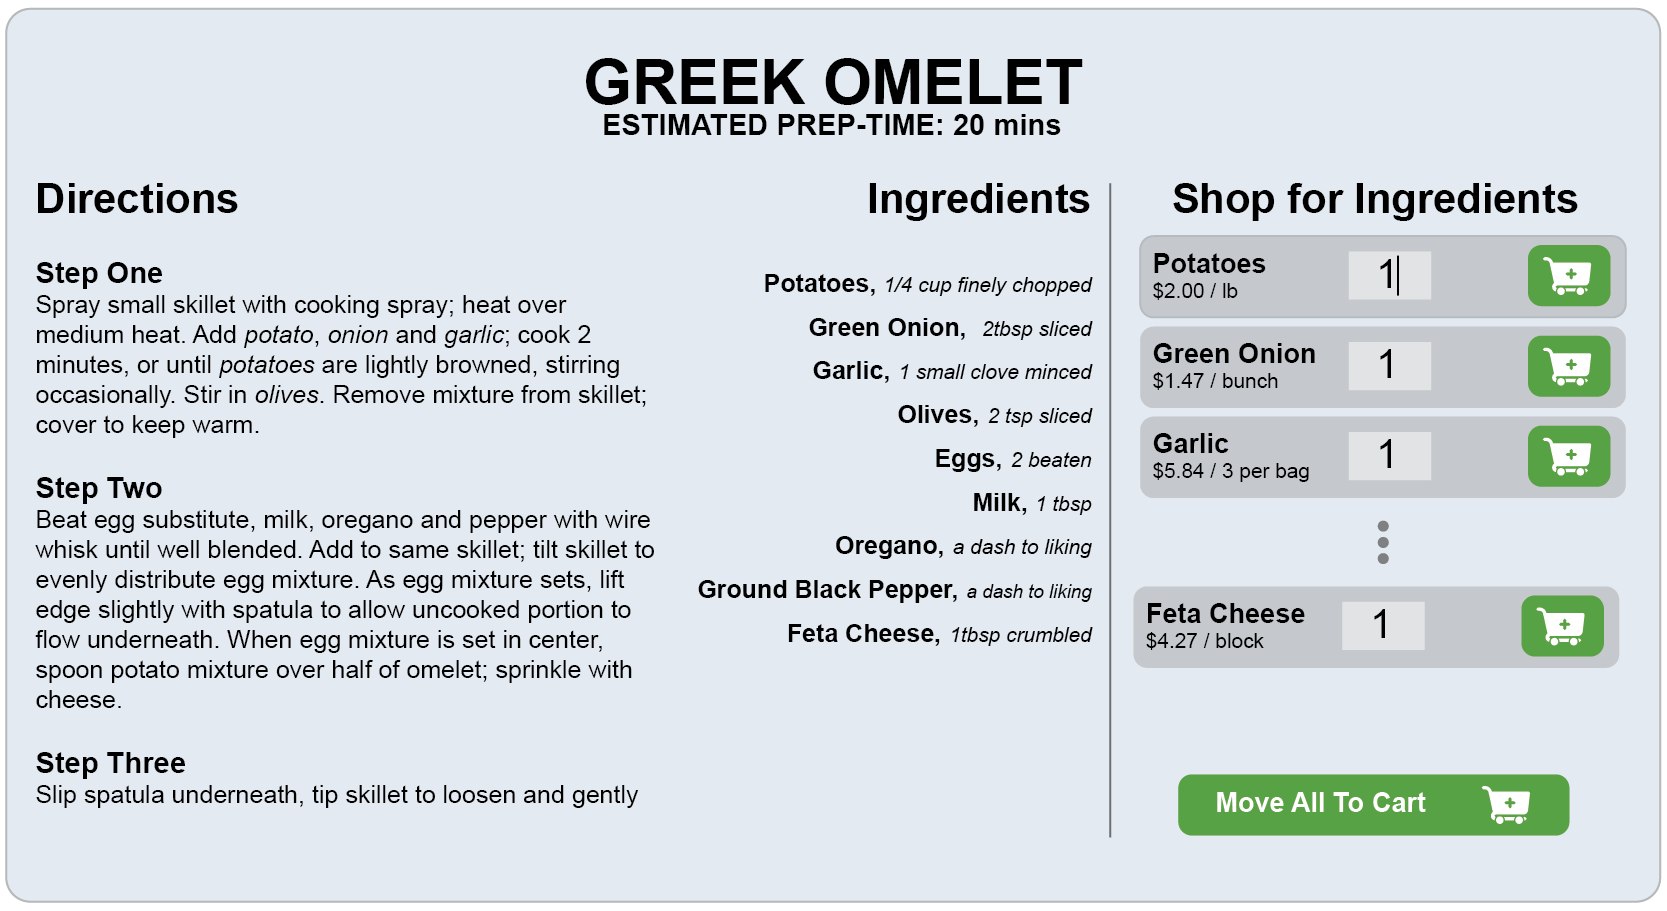 GREEK OMELET
ESTIMATED PREP-TIME: 20 mins
Directions
Step One
Spray small skillet with cooking spray; heat over
medium heat. Add potato, onion and garlic; cook 2
minutes, or until potatoes are lightly browned, stirring
occasionally. Stir in olives. Remove mixture from skillet;
cover to keep warm.
Step Two
Beat egg substitute, milk, oregano and pepper with wire
whisk until well blended. Add to same skillet; tilt skillet to
evenly distribute egg mixture. As egg mixture sets, lift
edge slightly with spatula to allow uncooked portion to
flow underneath. When egg mixture is set in center,
spoon potato mixture over half of omelet; sprinkle with
cheese.
Step Three
Slip spatula underneath, tip skillet to loosen and gently
Ingredients
Potatoes, 1/4 cup finely chopped
Green Onion, 2tbsp sliced
Garlic, 1 small clove minced
Olives, 2 tsp sliced
Eggs, 2 beaten
Milk, 1 tbsp
Oregano, a dash to liking
Ground Black Pepper, a dash to liking
Feta Cheese, 1tbsp crumbled
Shop for Ingredients
Potatoes
$2.00 / lb
1
Green Onion
$1.47 / bunch
1
Garlic
$5.84 / 3 per bag
1
Feta Cheese
$4.27 / block
1
Move All To Cart